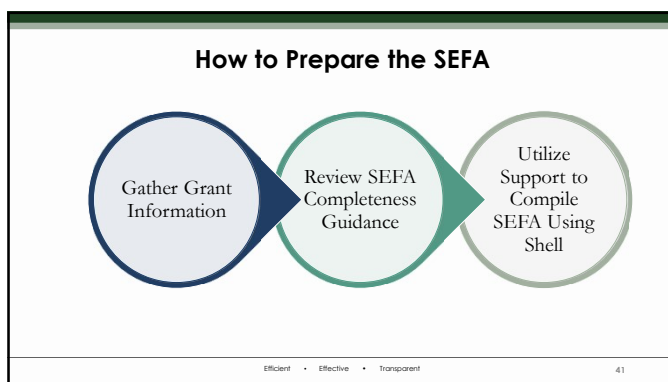 How to Prepare the SEFA
Gather Grant
Information
Review SEFA
Completeness
Guidance
Utilize
Support to
Compile
SEFA Using
Shell
Efficient • Effective • Transparent
41